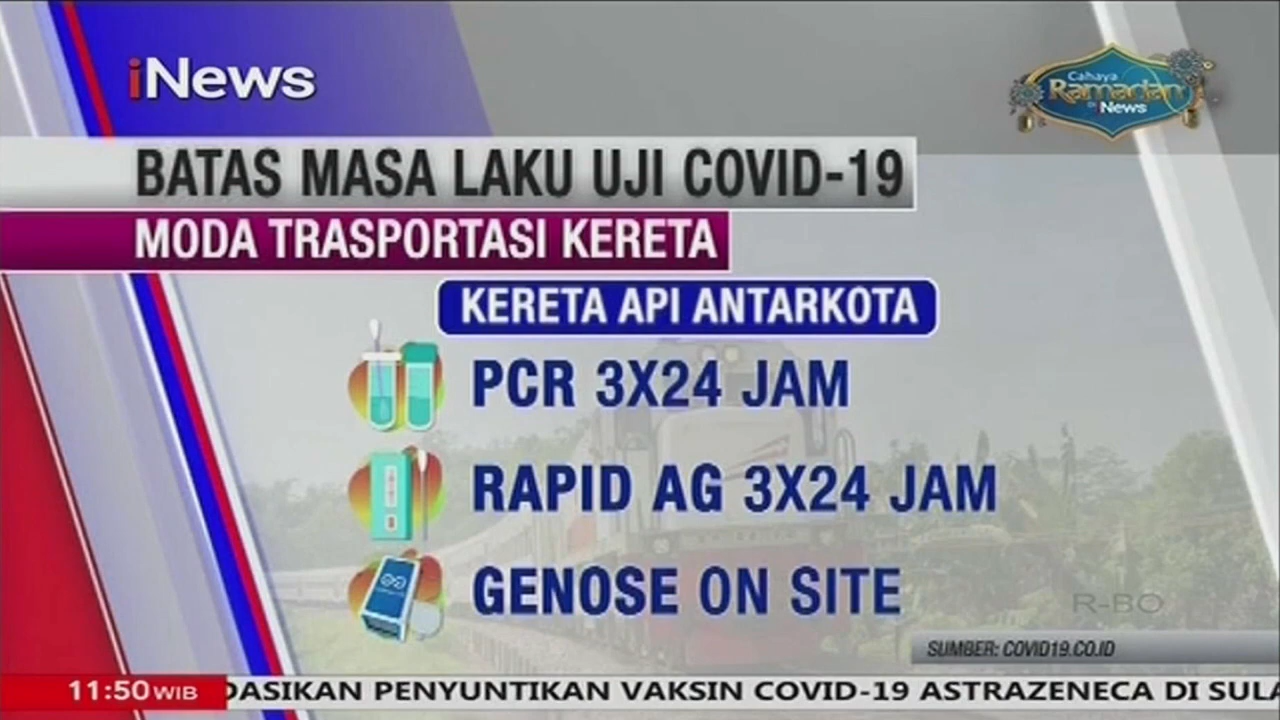 iNews
Cahaya
Ramadan
di iNews
BATAS MASA LAKU UJI COVID-19
MODA TRASPORTASI KERETA
KERETA API ANTARKOTA
PCR 3X24 JAM
RAPID AG 3X24 JAM
GENOSE ON SITE
R-BO
SUMBER: COVID19.CO.ID
11:50 WIB
DASIKAN PENYUNTIKAN VAKSIN COVID-19 ASTRAZENECA DI SULA